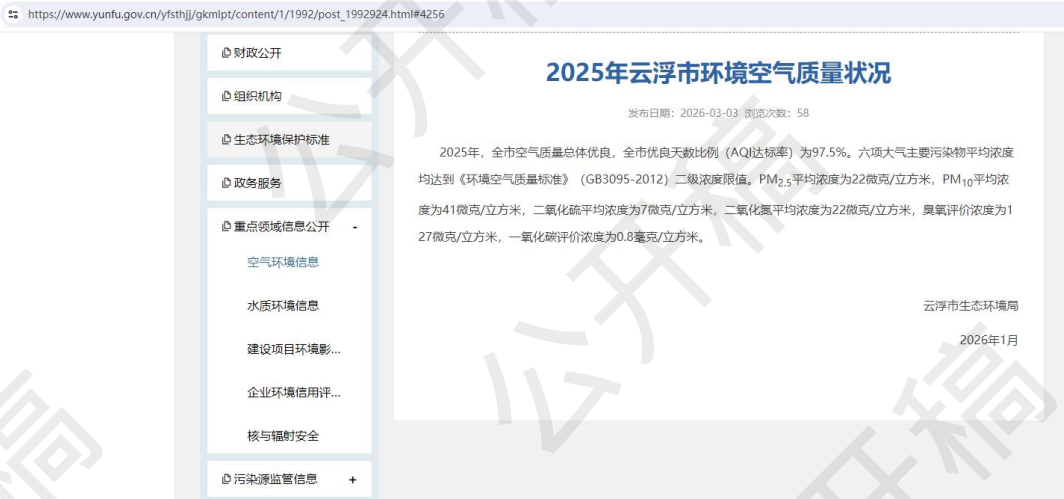 https://www.yunfu.gov.cn/yfsthjj/gkmlpt/content/1/1992/post_1992924.html#4256
财政公开
组织机构
生态环境保护标准
政务服务
重点领域信息公开 -
空气环境信息
水质环境信息
建设项目环境影...
企业环境信用评...
核与辐射安全
污染源监管信息 +
2025年云浮市环境空气质量状况
发布日期：2026-03-03 浏览次数：58
2025年，全市空气质量总体优良，全市优良天数比例（AQI达标率）为97.5%。六项大气主要污染物平均浓度
均达到《环境空气质量标准》（GB3095-2012）二级浓度限值。PM2.5平均浓度为22微克/立方米，PM10平均浓
度为41微克/立方米，二氧化硫平均浓度为7微克/立方米，二氧化氮平均浓度为22微克/立方米，臭氧评价浓度为1
27微克/立方米，一氧化碳评价浓度为0.8毫克/立方米。
云浮市生态环境局
2026年1月
公开稿
公开稿
公开稿
稿